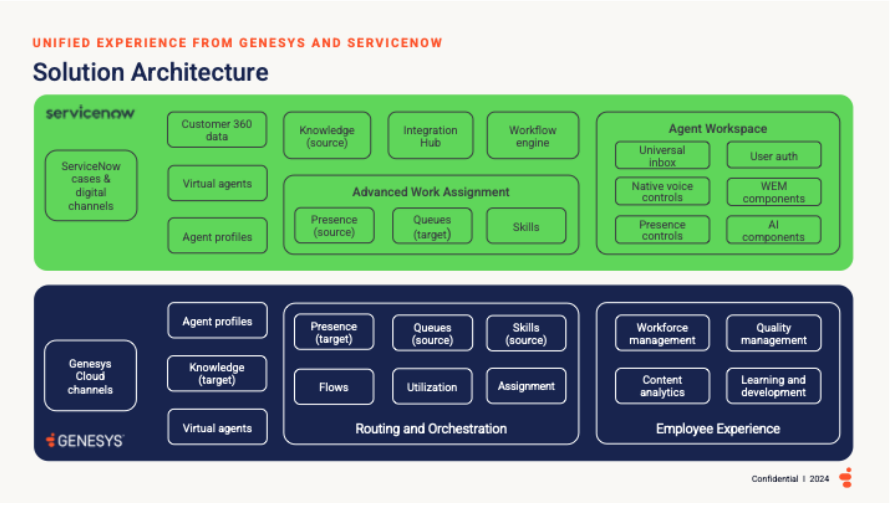 UNIFIED EXPERIENCE FROM GENESYS AND SERVICENOW
Solution Architecture
servicenow
ServiceNow
cases &
digital
channels
Customer 360
data
Virtual agents
Agent profiles
Knowledge
(source)
Integration
Hub
Workflow
engine
Advanced Work Assignment
Presence
(source)
Queues
(target)
Skills
Agent Workspace
Universal
inbox
User auth
Native voice
controls
WEM
components
Presence
controls
AI
components
Genesys
Cloud
channels
GENESYS
Agent profiles
Knowledge
(target)
Virtual agents
Presence
(target)
Queues
(source)
Skills
(source)
Flows
Utilization
Assignment
Routing and Orchestration
Workforce
management
Quality
management
Content
analytics
Learning and
development
Employee Experience
Confidential I 2024